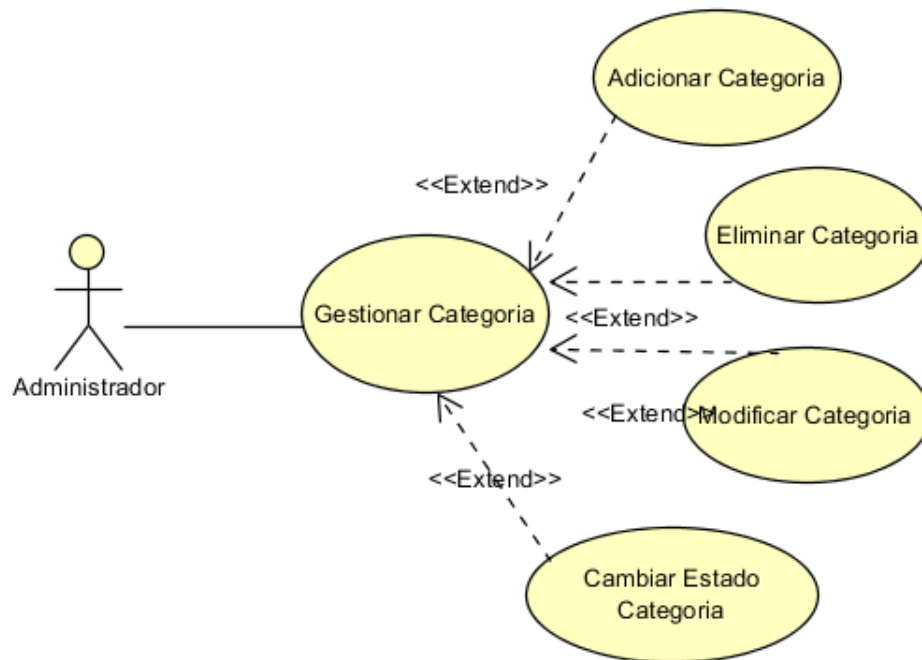 Adicionar Categoria
<<Extend>>
Eliminar Categoria
Gestionar Categoria
<<Extend>>
Administrador
<<Extend>>
Modificar Categoria
<<Extend>>
Cambiar Estado
Categoria